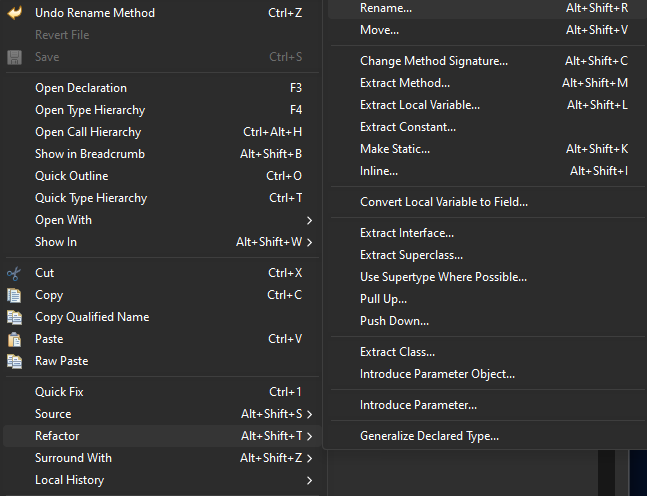 Undo Rename Method Ctrl+Z
Revert File
Save Ctrl+S
Open Declaration F3
Open Type Hierarchy F4
Open Call Hierarchy Ctrl+Alt+H
Show in Breadcrumb Alt+Shift+B
Quick Outline Ctrl+O
Quick Type Hierarchy Ctrl+T
Open With
Show In Alt+Shift+W
Cut Ctrl+X
Copy Ctrl+C
Copy Qualified Name
Paste Ctrl+V
Raw Paste
Quick Fix Ctrl+1
Source Alt+Shift+S
Refactor Alt+Shift+T
Surround With Alt+Shift+Z
Local History
Rename... Alt+Shift+R
Move... Alt+Shift+V
Change Method Signature... Alt+Shift+C
Extract Method... Alt+Shift+M
Extract Local Variable... Alt+Shift+L
Extract Constant...
Make Static... Alt+Shift+K
Inline... Alt+Shift+I
Convert Local Variable to Field...
Extract Interface...
Extract Superclass...
Use Supertype Where Possible...
Pull Up...
Push Down...
Extract Class...
Introduce Parameter Object...
Introduce Parameter...
Generalize Declared Type...